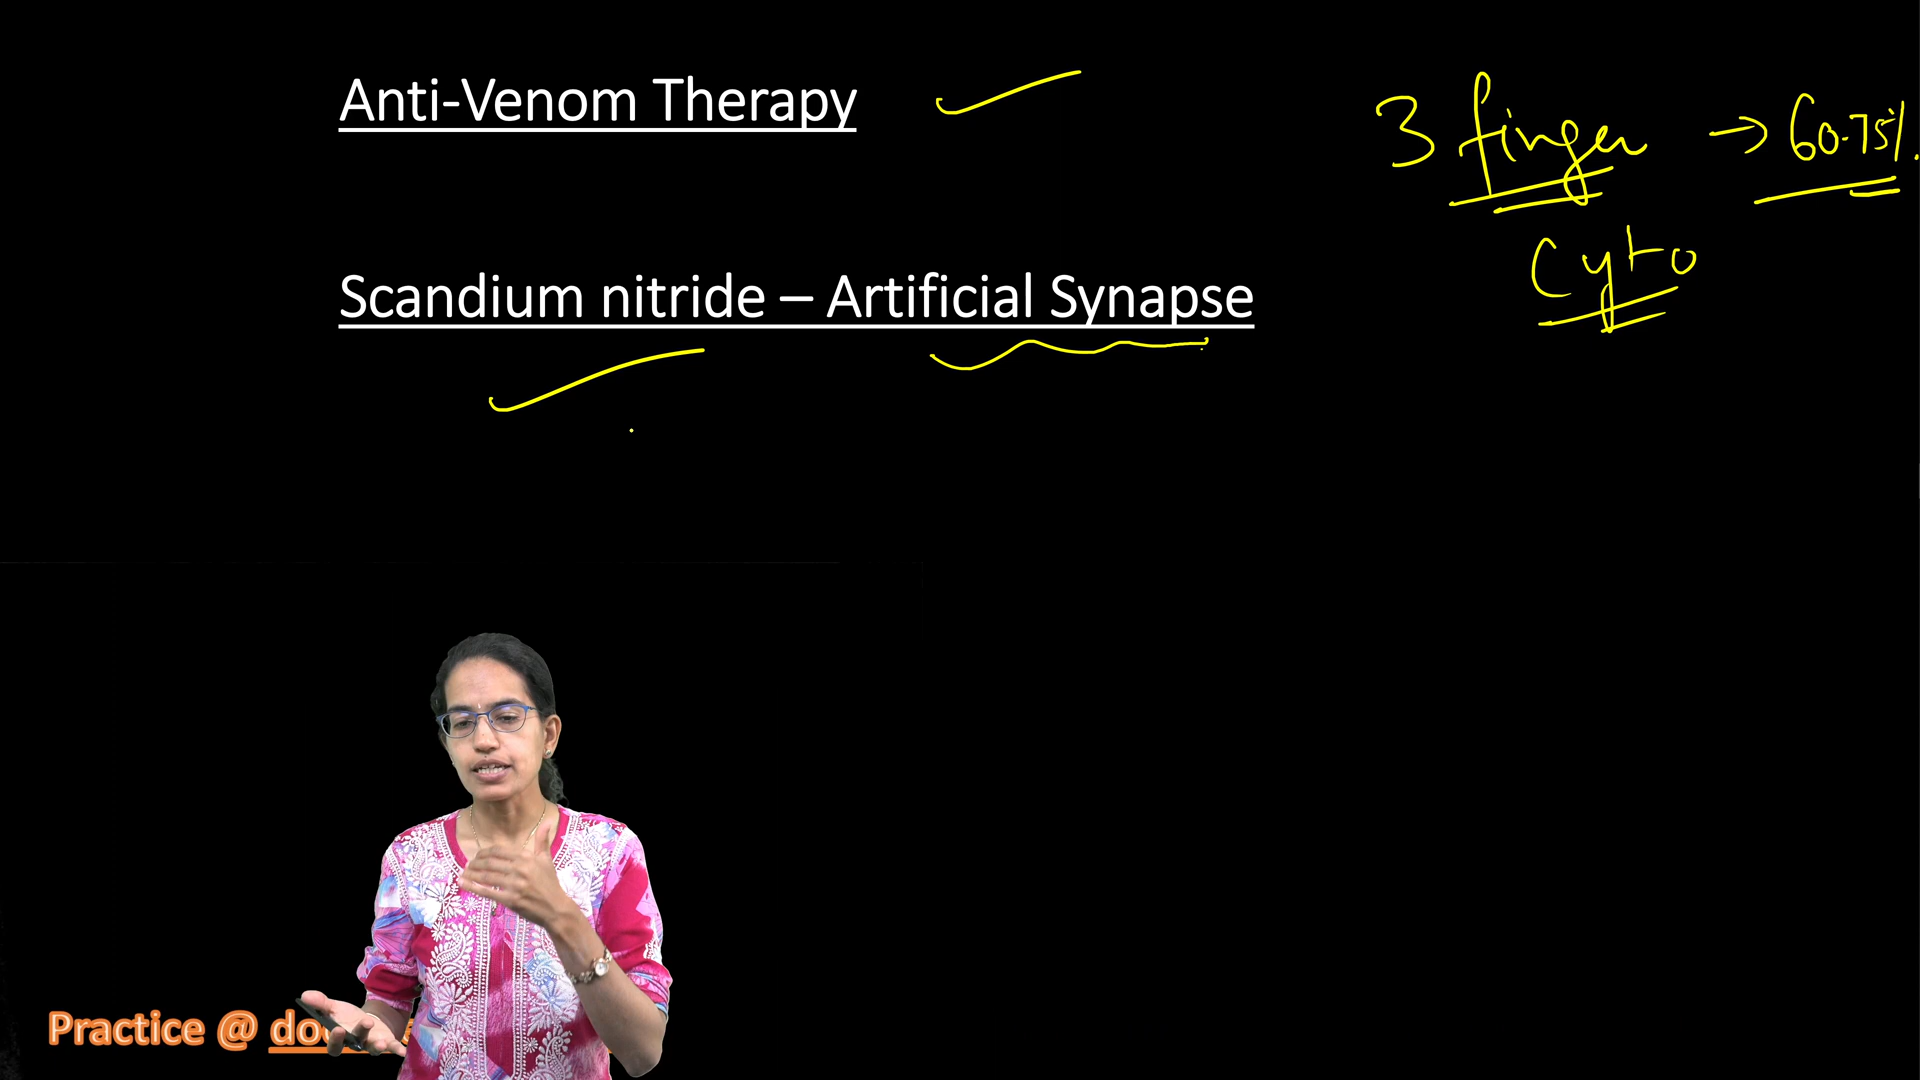 Anti-Venom Therapy
3 finger → 60-75%.
Cyto
Scandium nitride – Artificial Synapse
Practice @